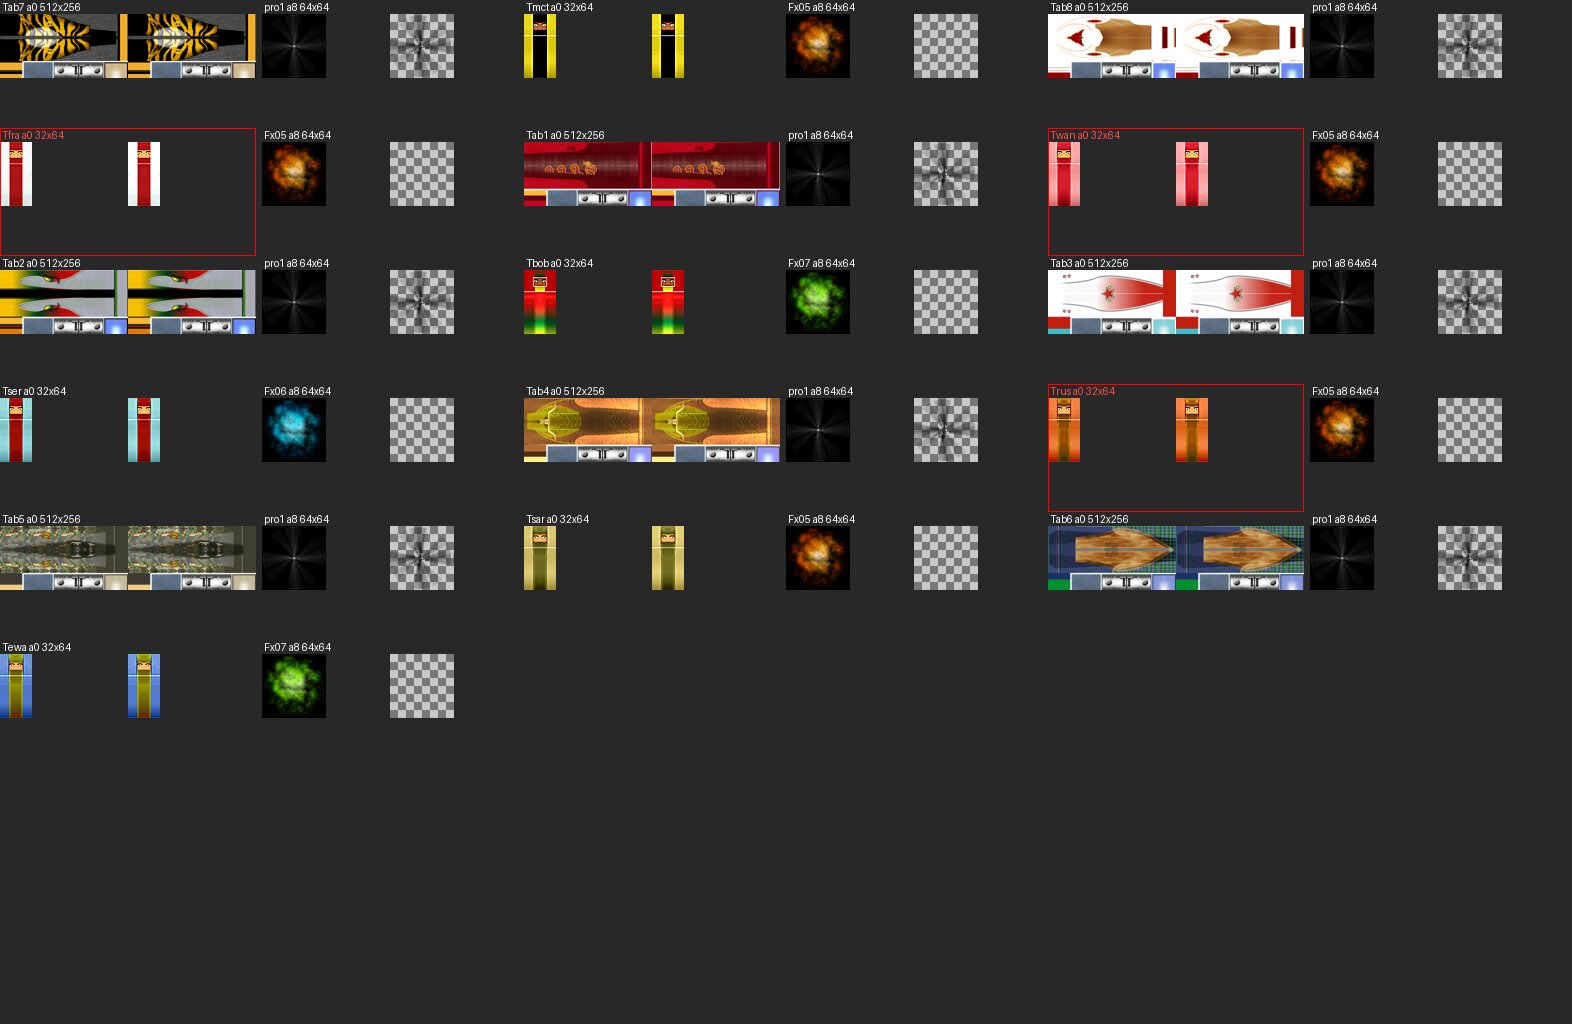 Tab7 a0 512x256 pro1 a8 64x64 Tmct a0 32x64 Fx05 a8 64x64 Tab8 a0 512x256 pro1 a8 64x64
Tfra a0 32x64 Fx05 a8 64x64 Tab1 a0 512x256 pro1 a8 64x64 Twan a0 32x64 Fx05 a8 64x64
Tab2 a0 512x256 pro1 a8 64x64 Tbob a0 32x64 Fx07 a8 64x64 Tab3 a0 512x256 pro1 a8 64x64
Tser a0 32x64 Fx06 a8 64x64 Tab4 a0 512x256 pro1 a8 64x64 Trus a0 32x64 Fx05 a8 64x64
Tab5 a0 512x256 pro1 a8 64x64 Tsar a0 32x64 Fx05 a8 64x64 Tab6 a0 512x256 pro1 a8 64x64
Tewa a0 32x64 Fx07 a8 64x64